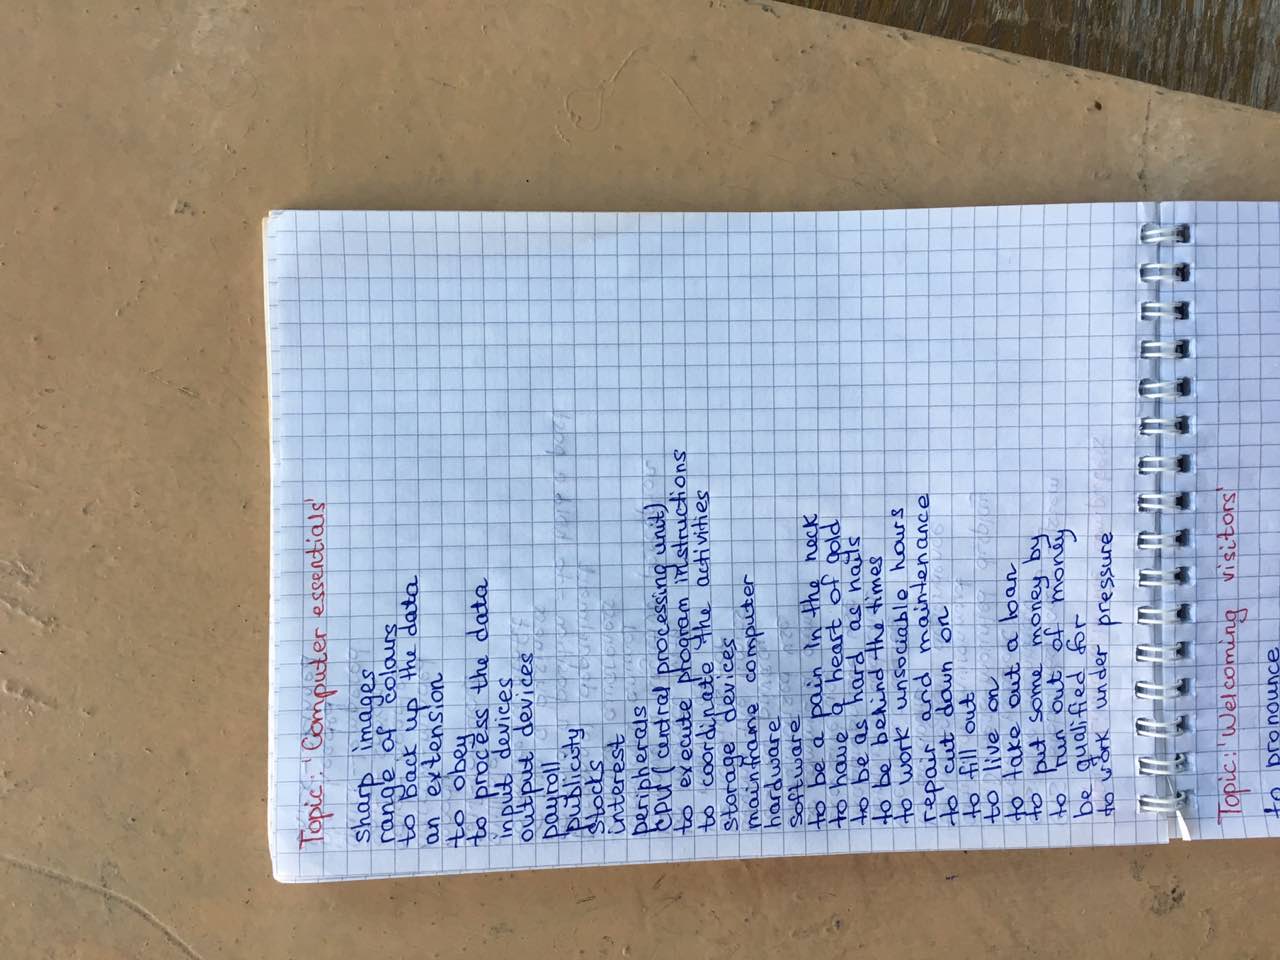 Topic: 'Computer essentials'
sharp images
range of colours
to back up the data
an extension
to obey
to process the data
input devices
output devices
payroll
publicity
stocks
interest
peripherals
CPU (central processing unit)
to execute program instructions
to coordinate the activities
storage devices
mainframe computer
hardware
software
to be a pain in the neck
to have a heart of gold
to be as hard as nails
to be behind the times
to work unsociable hours
repair and maintenance
to cut down on
to fill out
to live on
to take out a loan
to put some money by
to run out of money
be qualified for
to work under pressure
Topic: 'Welcoming visitors'
to pronounce